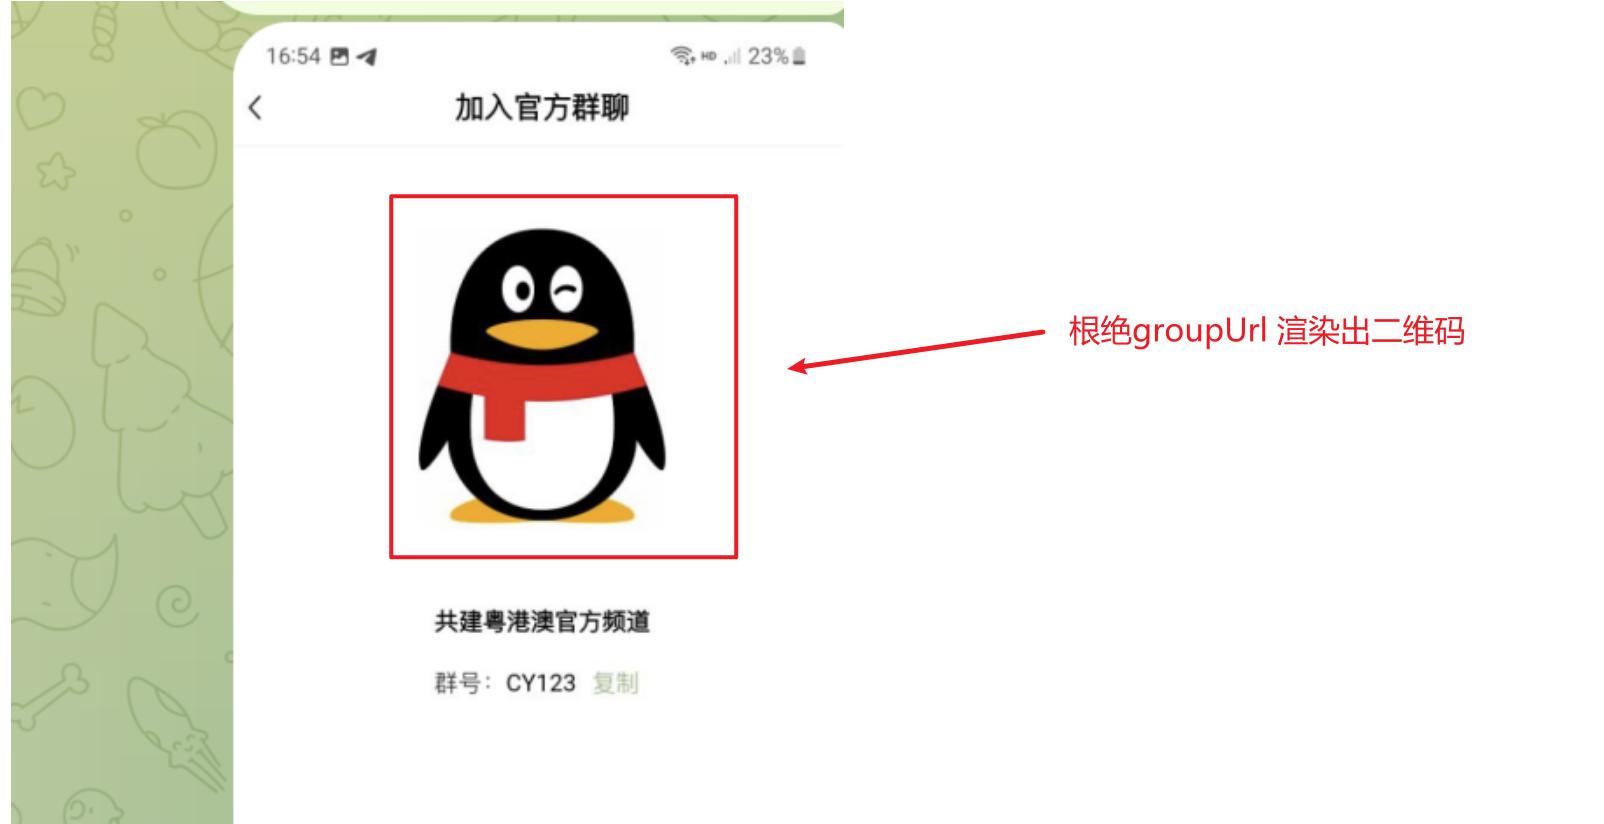 16:54
HD 23%
加入官方群聊
根绝groupUrl 渲染出二维码
共建粤港澳官方频道
群号：CY123 复制